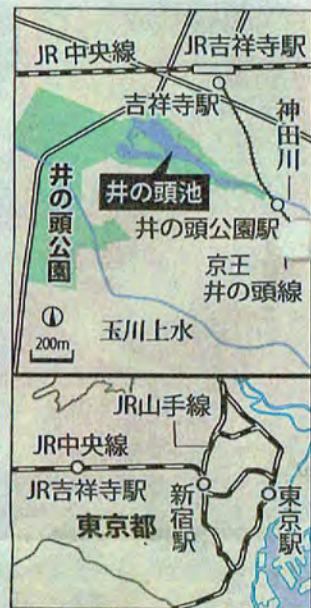 JR中央線
JR吉祥寺駅
吉祥寺駅
神田川
井の頭池
井の頭公園
井の頭公園駅
京王
井の頭線
200m
玉川上水
JR山手線
JR中央線
JR吉祥寺駅
新宿駅
東京駅
東京都